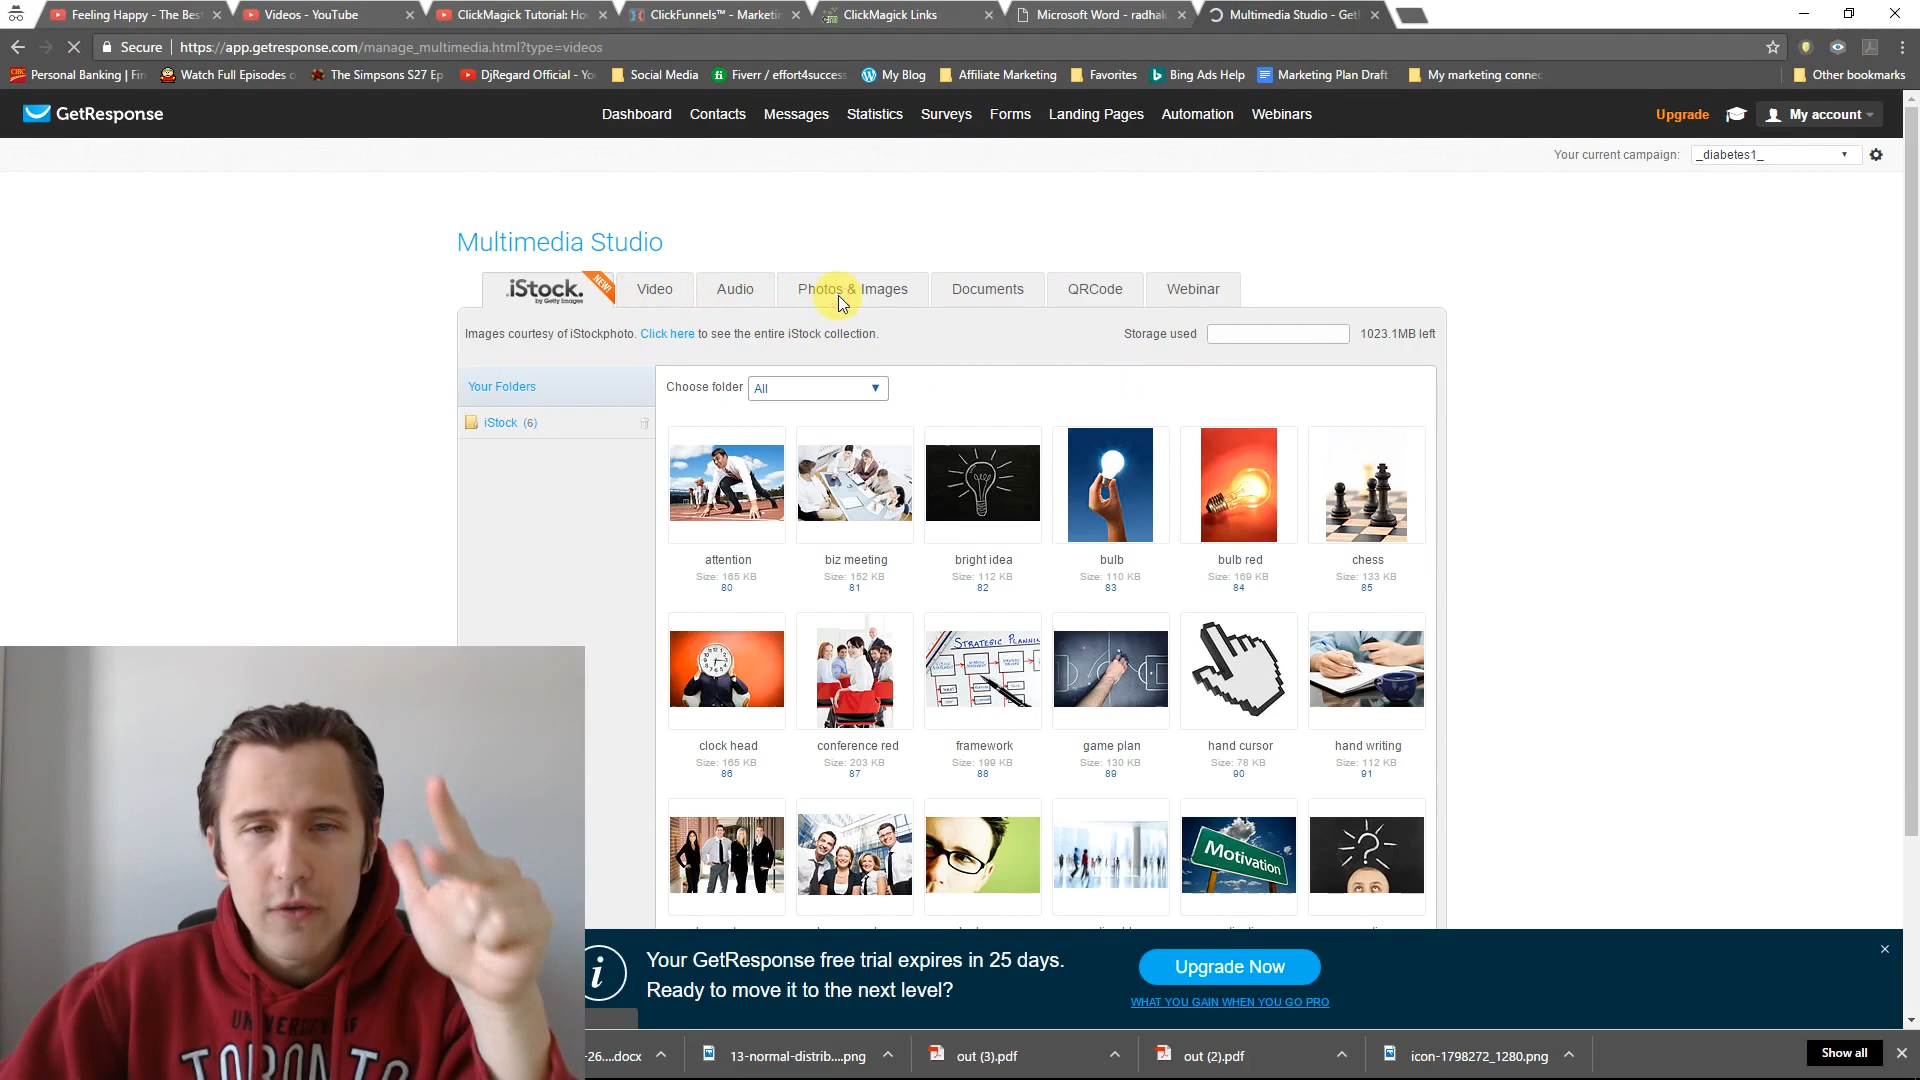 Feeling Happy - The Bes
Videos - YouTube
ClickMagick Tutorial: Ho
ClickFunnels™ - Marketi
ClickMagick Links
Microsoft Word - radhak
Multimedia Studio - Get
Secure
https://app.getresponse.com/manage_multimedia.html?type=videos
CIBC
Personal Banking | Fin
Watch Full Episodes o
The Simpsons S27 Ep
DjRegard Official - Yo
Social Media
Fiverr / effort4success
My Blog
Affiliate Marketing
Favorites
Bing Ads Help
Marketing Plan Draft
My marketing connec
Other bookmarks
GetResponse
Dashboard Contacts Messages Statistics Surveys Forms Landing Pages Automation Webinars
Upgrade
My account
Your current campaign: _diabetes1_
Multimedia Studio
iStock. by Getty Images NEW!
Video
Audio
Photos & Images
Documents
QRCode
Webinar
Images courtesy of iStockphoto. Click here to see the entire iStock collection.
Storage used 1023.1MB left
Your Folders
iStock (6)
Choose folder All
attention biz meeting bright idea bulb bulb red chess
Size: 165 KB Size: 152 KB Size: 112 KB Size: 110 KB Size: 169 KB Size: 133 KB
80 81 82 83 84 85
STRATEGIC PLANNIN
clock head conference red framework game plan hand cursor hand writing
Size: 165 KB Size: 203 KB Size: 199 KB Size: 130 KB Size: 78 KB Size: 112 KB
86 87 88 89 90 91
Motivation
Your GetResponse free trial expires in 25 days.
Ready to move it to the next level?
Upgrade Now
WHAT YOU GAIN WHEN YOU GO PRO
UNIVERSITY OF
TORONTO
-26....docx
13-normal-distrib....png
out (3).pdf
out (2).pdf
icon-1798272_1280.png
Show all